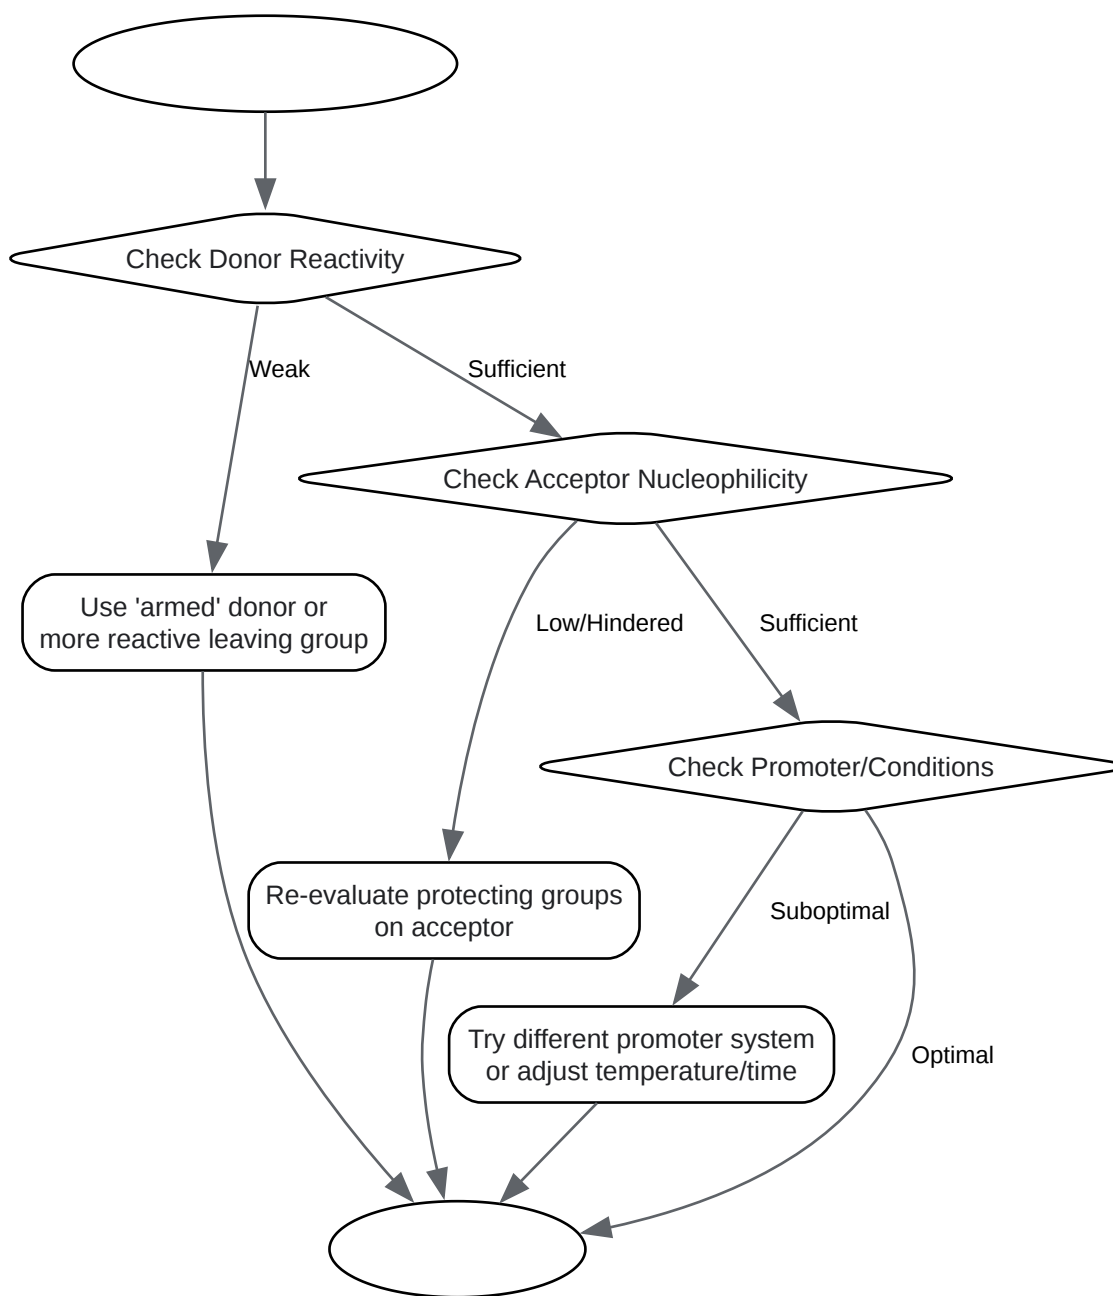 Check Donor Reactivity
Weak
Sufficient
Check Acceptor Nucleophilicity
Use 'armed' donor or
more reactive leaving group
Low/Hindered
Sufficient
Check Promoter/Conditions
Re-evaluate protecting groups
on acceptor
Suboptimal
Try different promoter system
or adjust temperature/time
Optimal